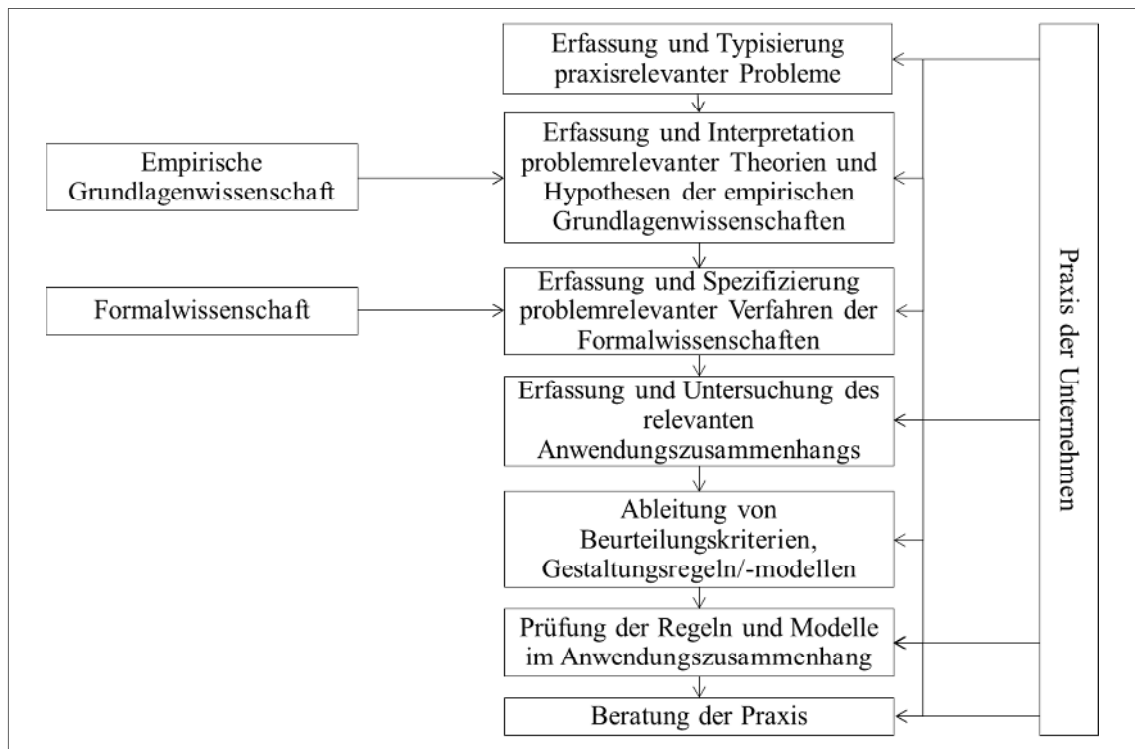 Erfassung und Typisierung
praxisrelevanter Probleme
Empirische
Grundlagenwissenschaft
Erfassung und Interpretation
problemrelevanter Theorien und
Hypothesen der empirischen
Grundlagenwissenschaften
Formalwissenschaft
Erfassung und Spezifizierung
problemrelevanter Verfahren der
Formalwissenschaften
Erfassung und Untersuchung des
relevanten
Anwendungszusammenhangs
Ableitung von
Beurteilungskriterien,
Gestaltungsregeln/-modellen
Prüfung der Regeln und Modelle
im Anwendungszusammenhang
Beratung der Praxis
Praxis der Unternehmen